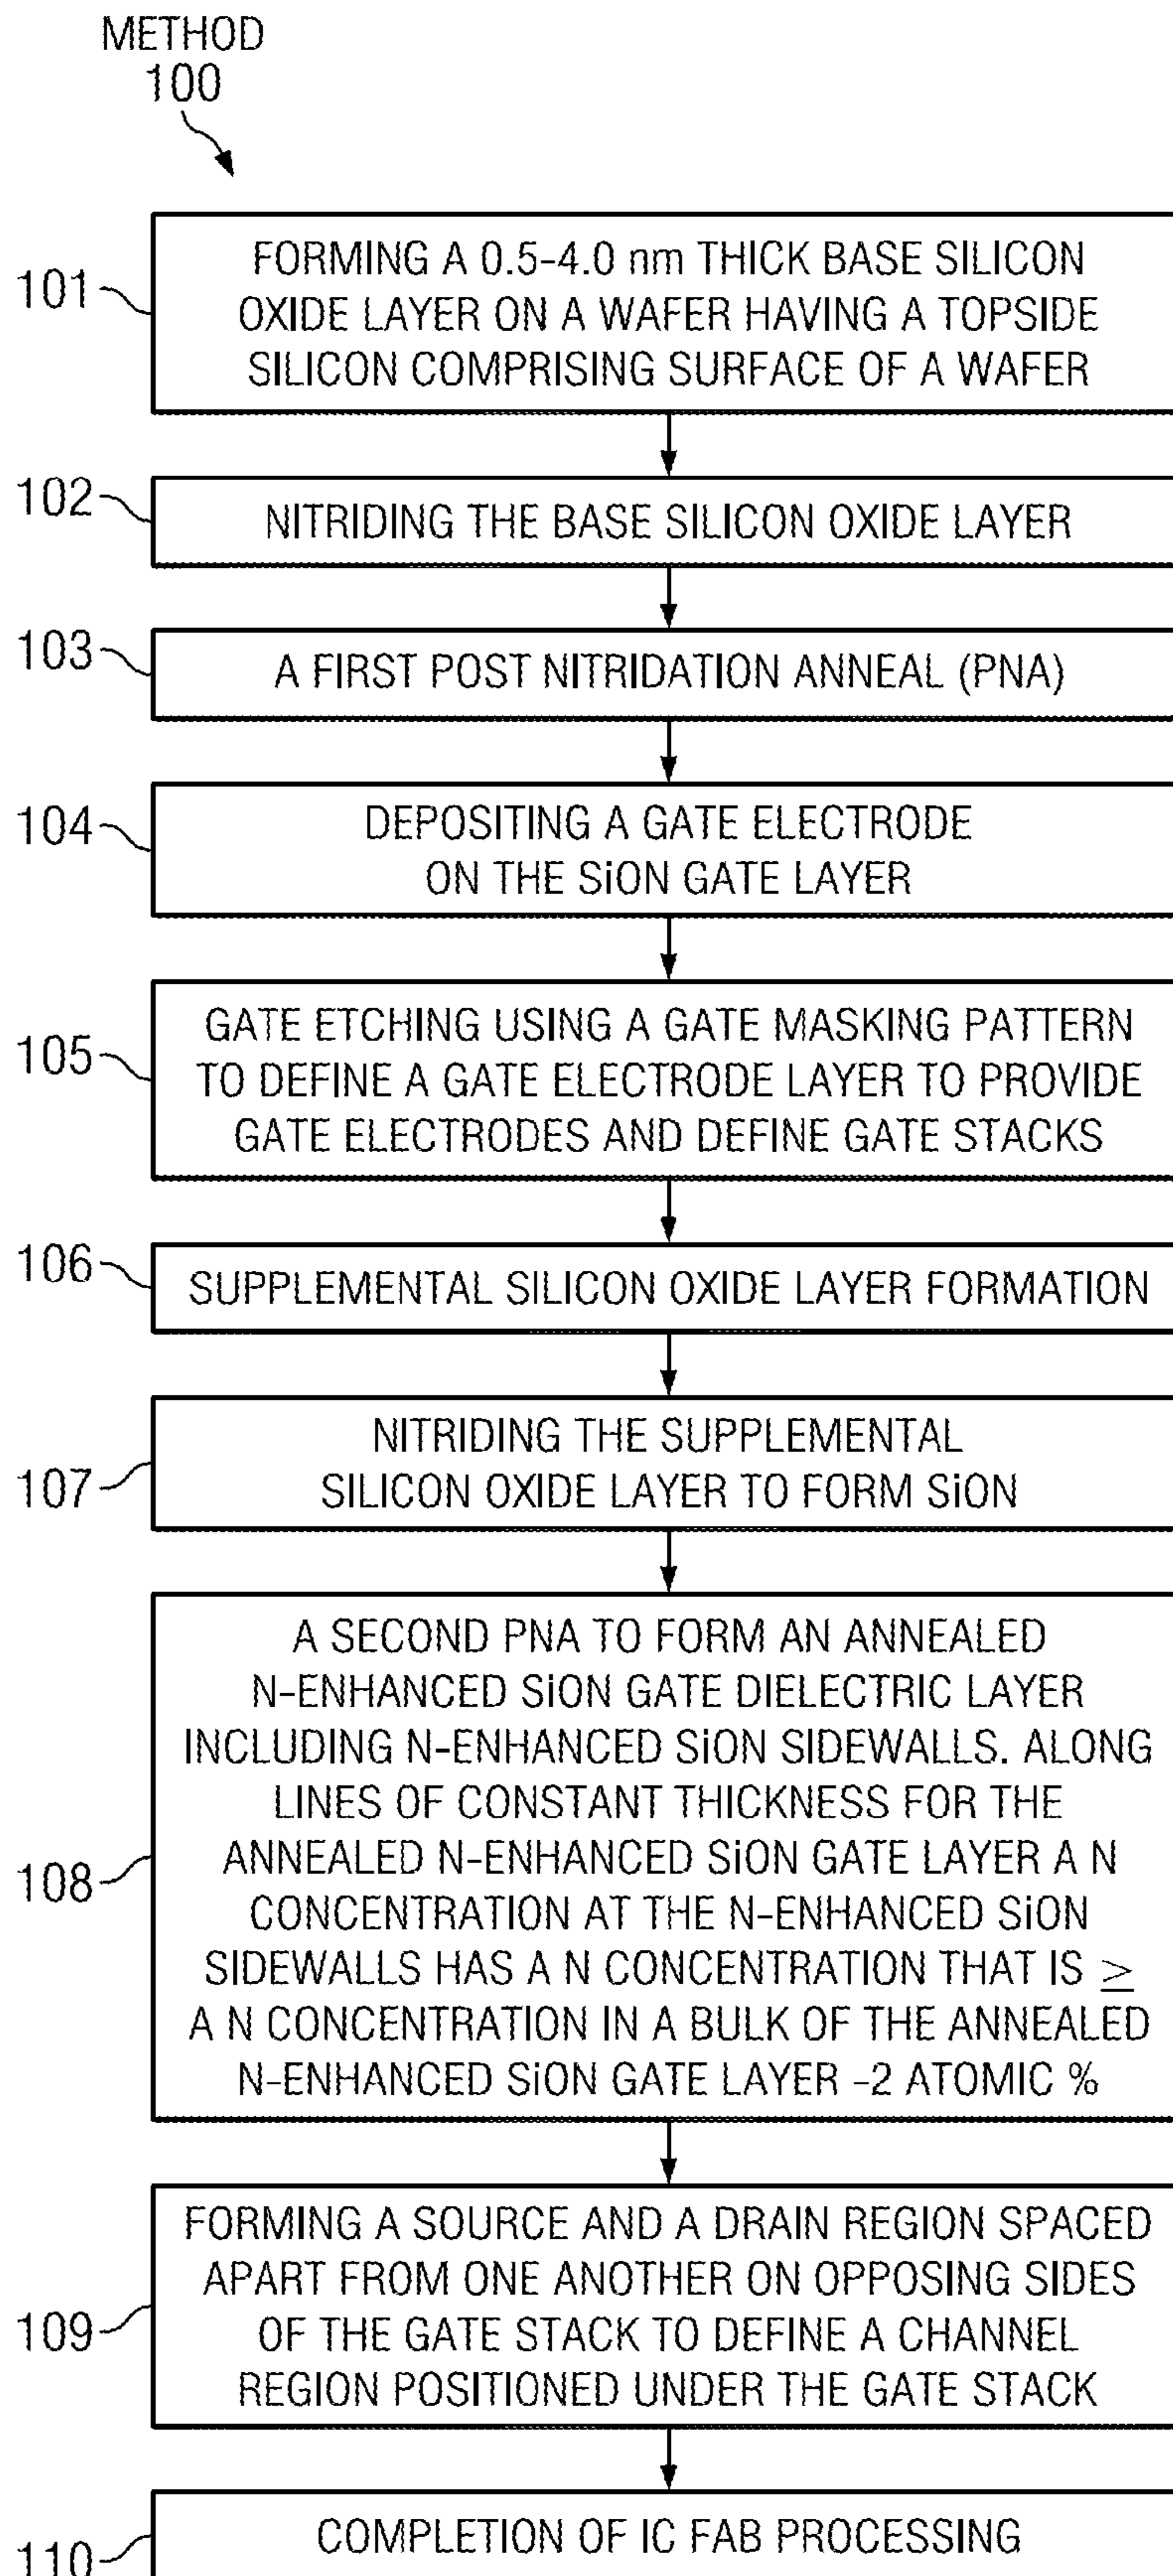 METHOD
100
101
FORMING A 0.5-4.0 nm THICK BASE SILICON
OXIDE LAYER ON A WAFER HAVING A TOPSIDE
SILICON COMPRISING SURFACE OF A WAFER
102
NITRIDING THE BASE SILICON OXIDE LAYER
103
A FIRST POST NITRIDATION ANNEAL (PNA)
104
DEPOSITING A GATE ELECTRODE
ON THE SiON GATE LAYER
105
GATE ETCHING USING A GATE MASKING PATTERN
TO DEFINE A GATE ELECTRODE LAYER TO PROVIDE
GATE ELECTRODES AND DEFINE GATE STACKS
106
SUPPLEMENTAL SILICON OXIDE LAYER FORMATION
107
NITRIDING THE SUPPLEMENTAL
SILICON OXIDE LAYER TO FORM SiON
108
A SECOND PNA TO FORM AN ANNEALED
N-ENHANCED SiON GATE DIELECTRIC LAYER
INCLUDING N-ENHANCED SiON SIDEWALLS. ALONG
LINES OF CONSTANT THICKNESS FOR THE
ANNEALED N-ENHANCED SiON GATE LAYER A N
CONCENTRATION AT THE N-ENHANCED SiON
SIDEWALLS HAS A N CONCENTRATION THAT IS ≥
A N CONCENTRATION IN A BULK OF THE ANNEALED
N-ENHANCED SiON GATE LAYER -2 ATOMIC %
109
FORMING A SOURCE AND A DRAIN REGION SPACED
APART FROM ONE ANOTHER ON OPPOSING SIDES
OF THE GATE STACK TO DEFINE A CHANNEL
REGION POSITIONED UNDER THE GATE STACK
110
COMPLETION OF IC FAB PROCESSING